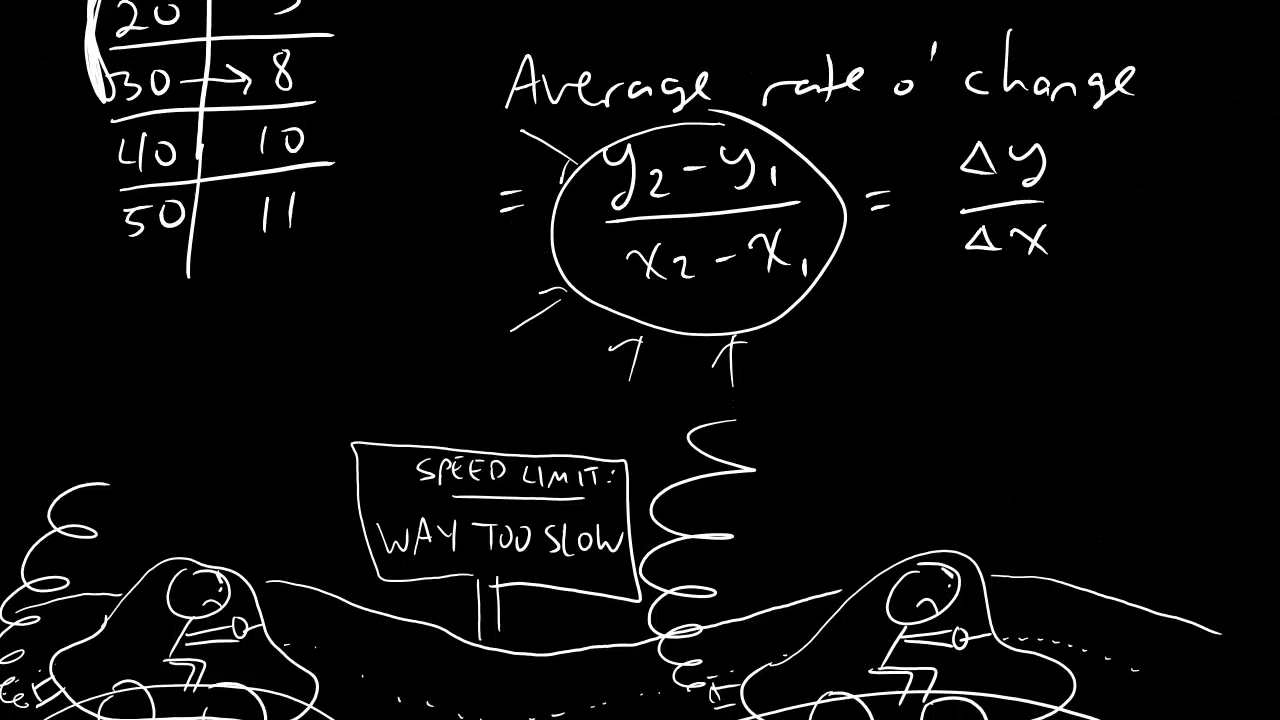 20
30 → 8
40 10
50 11
Average rate o' change
= y₂ - y₁ / x₂ - x₁ = Δy / Δx
SPEED LIMIT:
WAY TOO SLOW